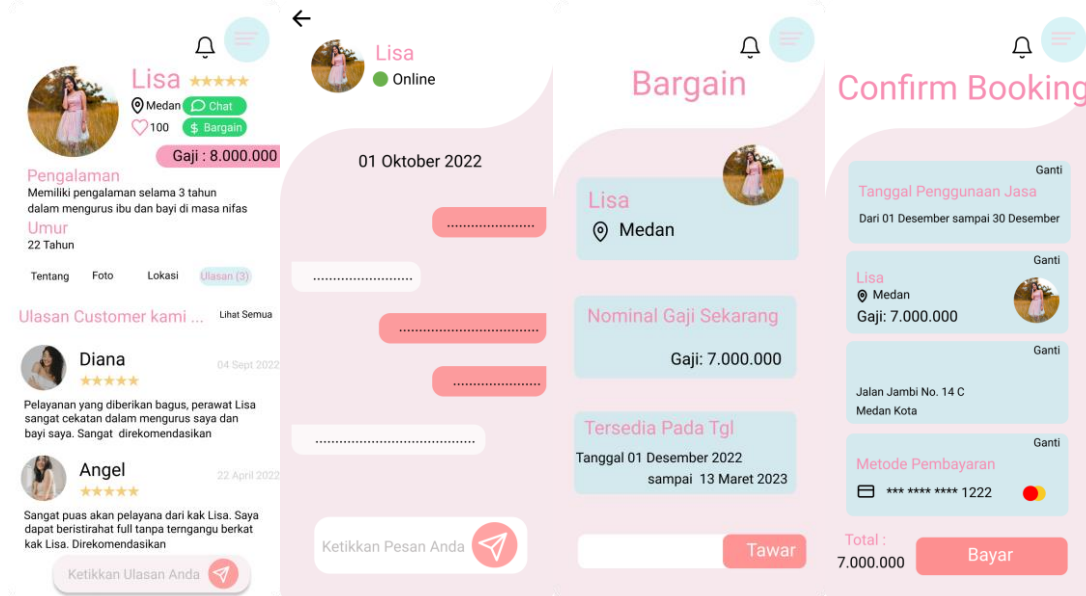 Lisa
Medan
Chat
100
$ Bargain
Gaji : 8.000.000
Pengalaman
Memiliki pengalaman selama 3 tahun
dalam mengurus ibu dan bayi di masa nifas
Umur
22 Tahun
Tentang Foto Lokasi Ulasan (3)
Ulasan Customer kami ... Lihat Semua
Diana
04 Sept 2022
Pelayanan yang diberikan bagus, perawat Lisa
sangat cekatan dalam mengurus saya dan
bayi saya. Sangat direkomendasikan
Angel
22 April 2022
Sangat puas akan pelayana dari kak Lisa. Saya
dapat beristirahat full tanpa terngangu berkat
kak Lisa. Direkomendasikan
Ketikkan Ulasan Anda
Lisa
Online
01 Oktober 2022
......................
.........................
...................................
......................
........................................
Ketikkan Pesan Anda
Bargain
Lisa
Medan
Nominal Gaji Sekarang
Gaji: 7.000.000
Tersedia Pada Tgl
Tanggal 01 Desember 2022
sampai 13 Maret 2023
Tawar
Confirm Booking
Ganti
Tanggal Penggunaan Jasa
Dari 01 Desember sampai 30 Desember
Ganti
Lisa
Medan
Gaji: 7.000.000
Ganti
Jalan Jambi No. 14 C
Medan Kota
Ganti
Metode Pembayaran
*** **** **** 1222
Total :
7.000.000
Bayar